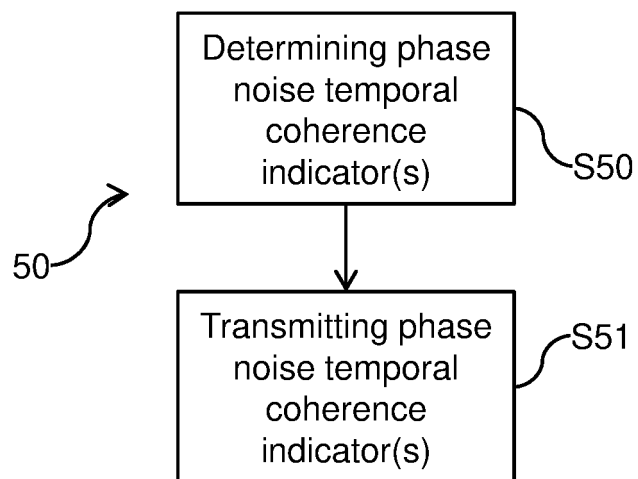 Determining phase
noise temporal
coherence
indicator(s)
S50
50
Transmitting phase
noise temporal
coherence
indicator(s)
S51